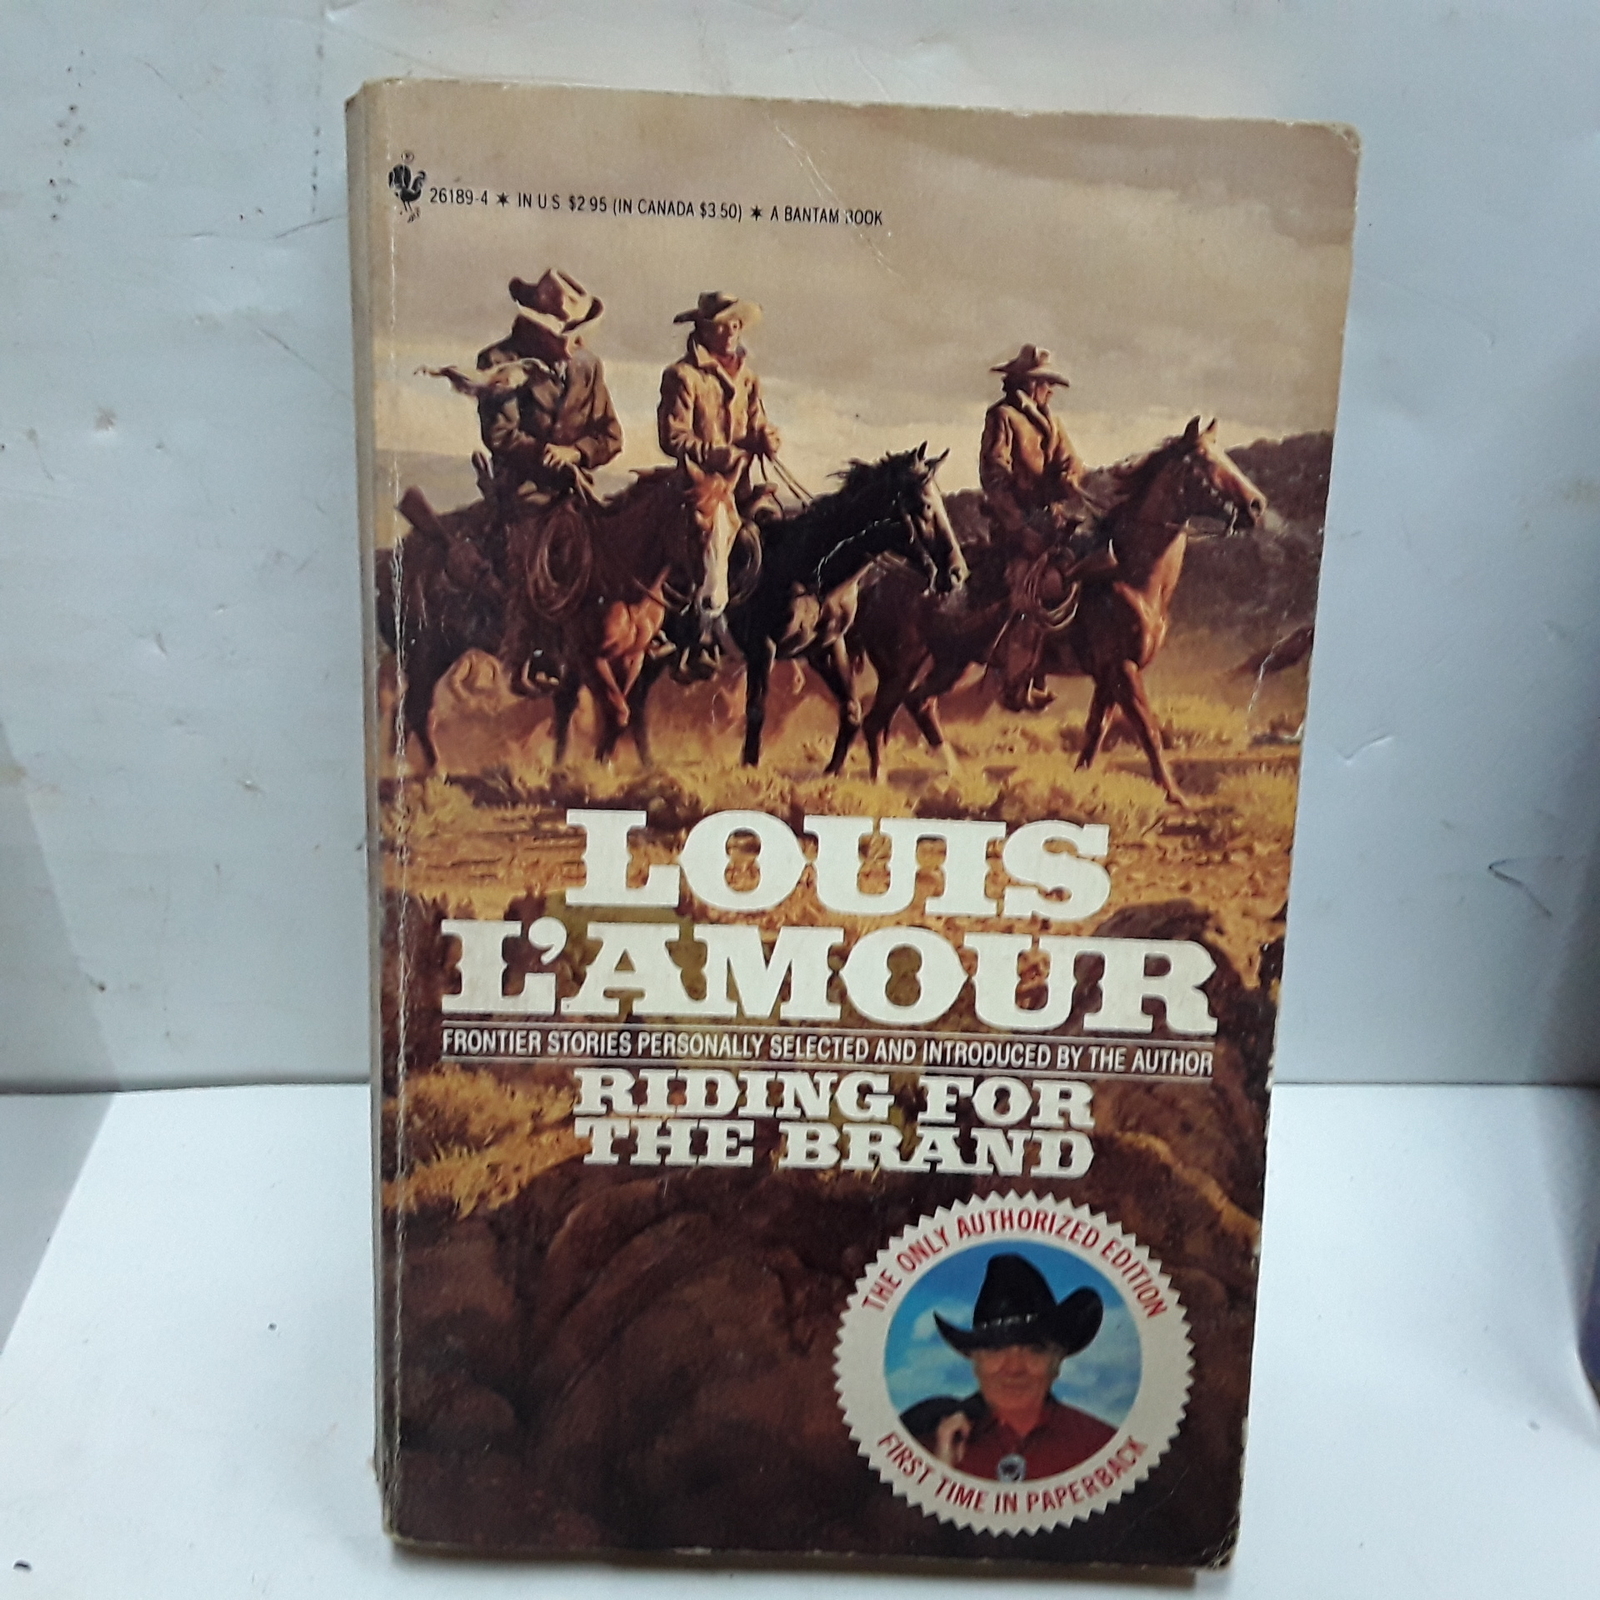 26189-4 ✶ IN U S $2 95 (IN CANADA $3 50) ✶ A BANTAM BOOK
LOUIS
L'AMOUR
FRONTIER STORIES PERSONALLY SELECTED AND INTRODUCED BY THE AUTHOR
RIDING FOR
THE BRAND
THE ONLY AUTHORIZED EDITION
FIRST TIME IN PAPERBACK